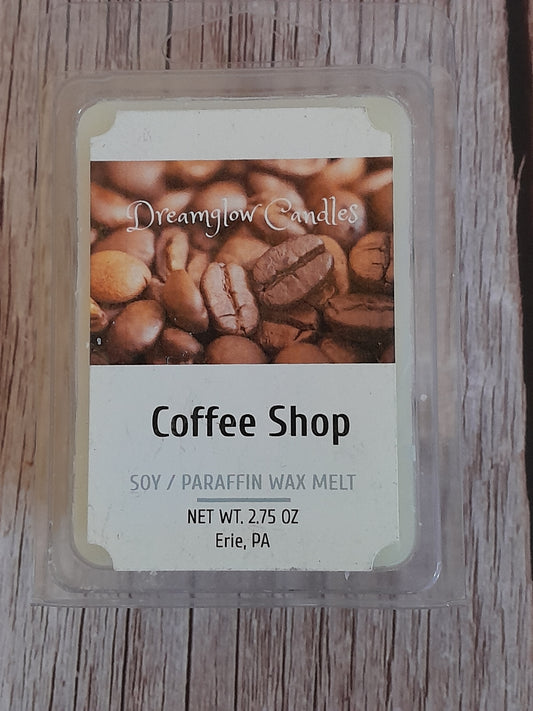 Dreamglow Candles
Coffee Shop
SOY / PARAFFIN WAX MELT
NET WT. 2.75 OZ
Erie, PA